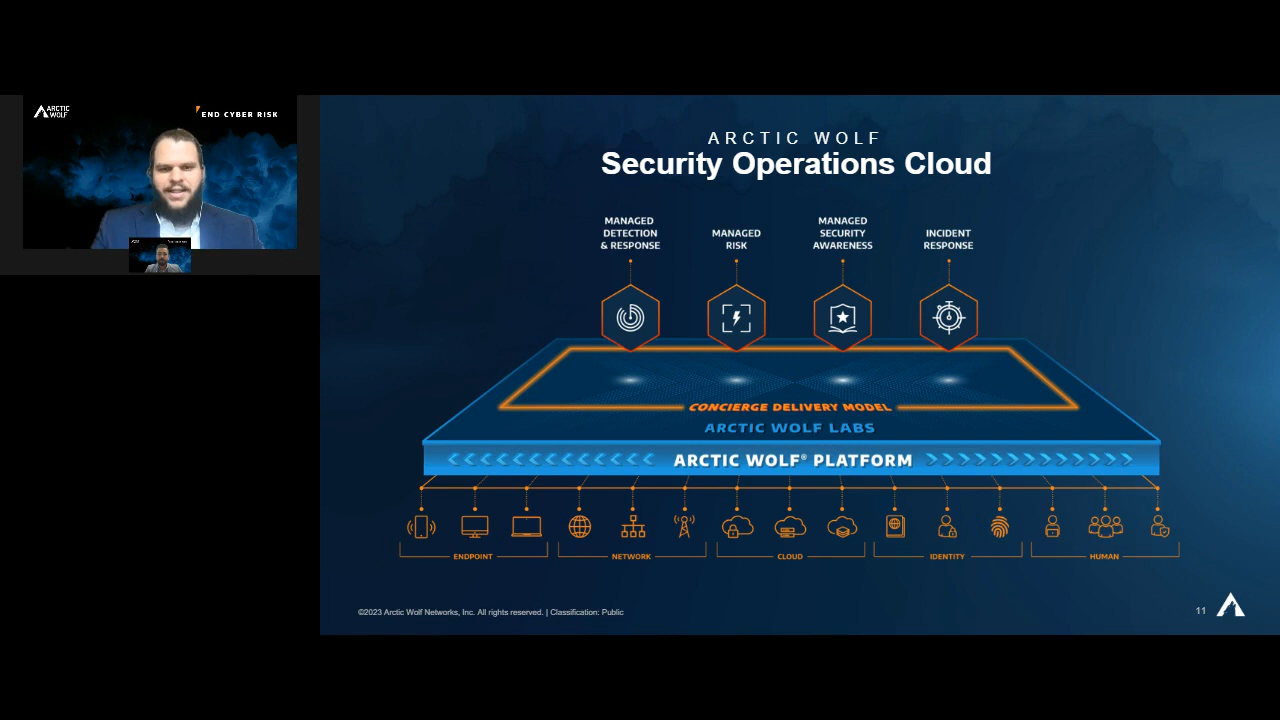 ARCTIC
WOLF
END CYBER RISK
ARCTIC WOLF
Security Operations Cloud
MANAGED
DETECTION
& RESPONSE
MANAGED
RISK
MANAGED
SECURITY
AWARENESS
INCIDENT
RESPONSE
CONCIERGE DELIVERY MODEL
ARCTIC WOLF LABS
ARCTIC WOLF® PLATFORM
ENDPOINT
NETWORK
CLOUD
IDENTITY
HUMAN
©2023 Arctic Wolf Networks, Inc. All rights reserved. | Classification: Public
11